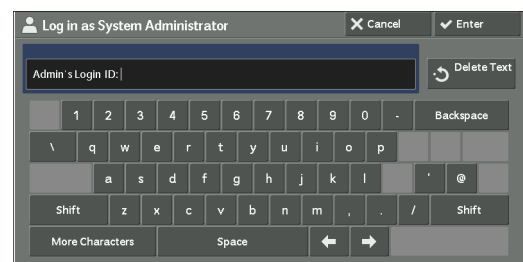 Log in as System Administrator
Cancel
Enter
Admin's Login ID:
Delete Text
1 2 3 4 5 6 7 8 9 0 - Backspace
\ q w e r t y u i o p
a s d f g h j k l ' @
Shift z x c v b n m , . / Shift
More Characters Space